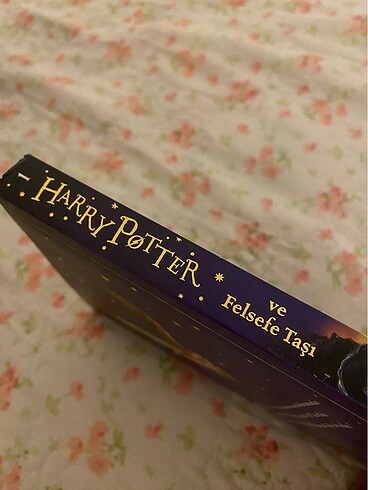 1
HARRY POTTER
ve
Felsefe Taşı